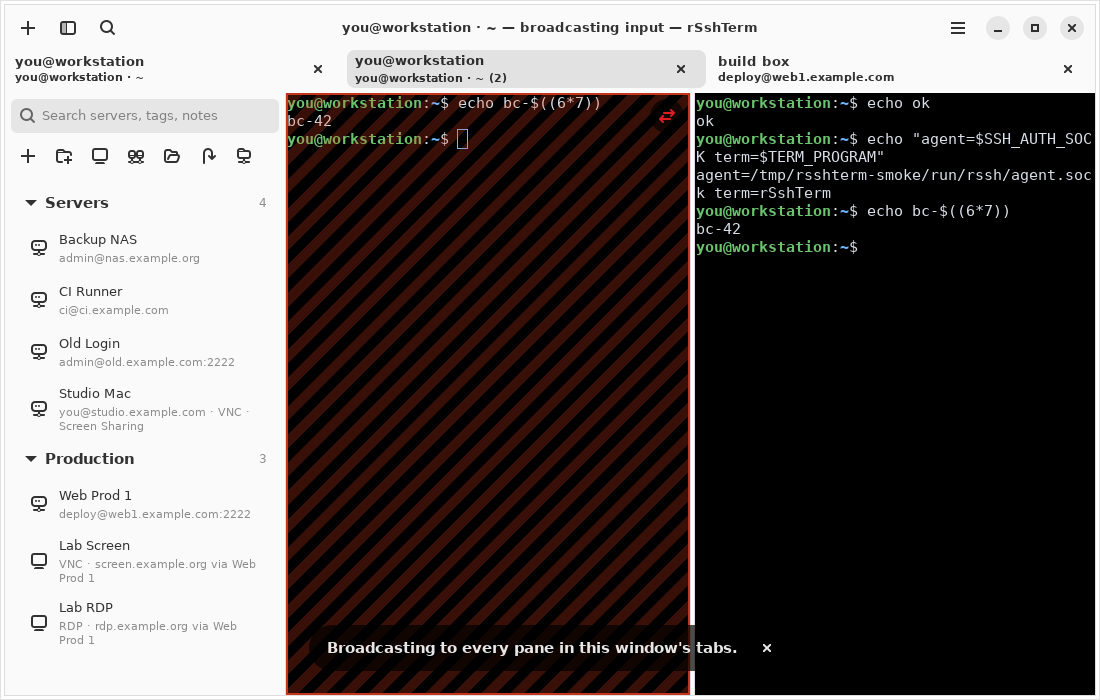 you@workstation · ~ — broadcasting input — rSshTerm
you@workstation
you@workstation · ~
you@workstation
you@workstation · ~ (2)
build box
deploy@web1.example.com
Search servers, tags, notes
Servers 4
Backup NAS
admin@nas.example.org
CI Runner
ci@ci.example.com
Old Login
admin@old.example.com:2222
Studio Mac
you@studio.example.com · VNC ·
Screen Sharing
Production 3
Web Prod 1
deploy@web1.example.com:2222
Lab Screen
VNC · screen.example.org via Web
Prod 1
Lab RDP
RDP · rdp.example.org via Web
Prod 1
you@workstation:~$ echo bc-$((6*7))
bc-42
you@workstation:~$
you@workstation:~$ echo ok
ok
you@workstation:~$ echo "agent=$SSH_AUTH_SOC
K term=$TERM_PROGRAM"
agent=/tmp/rsshterm-smoke/run/rssh/agent.soc
k term=rSshTerm
you@workstation:~$ echo bc-$((6*7))
bc-42
you@workstation:~$
Broadcasting to every pane in this window's tabs.